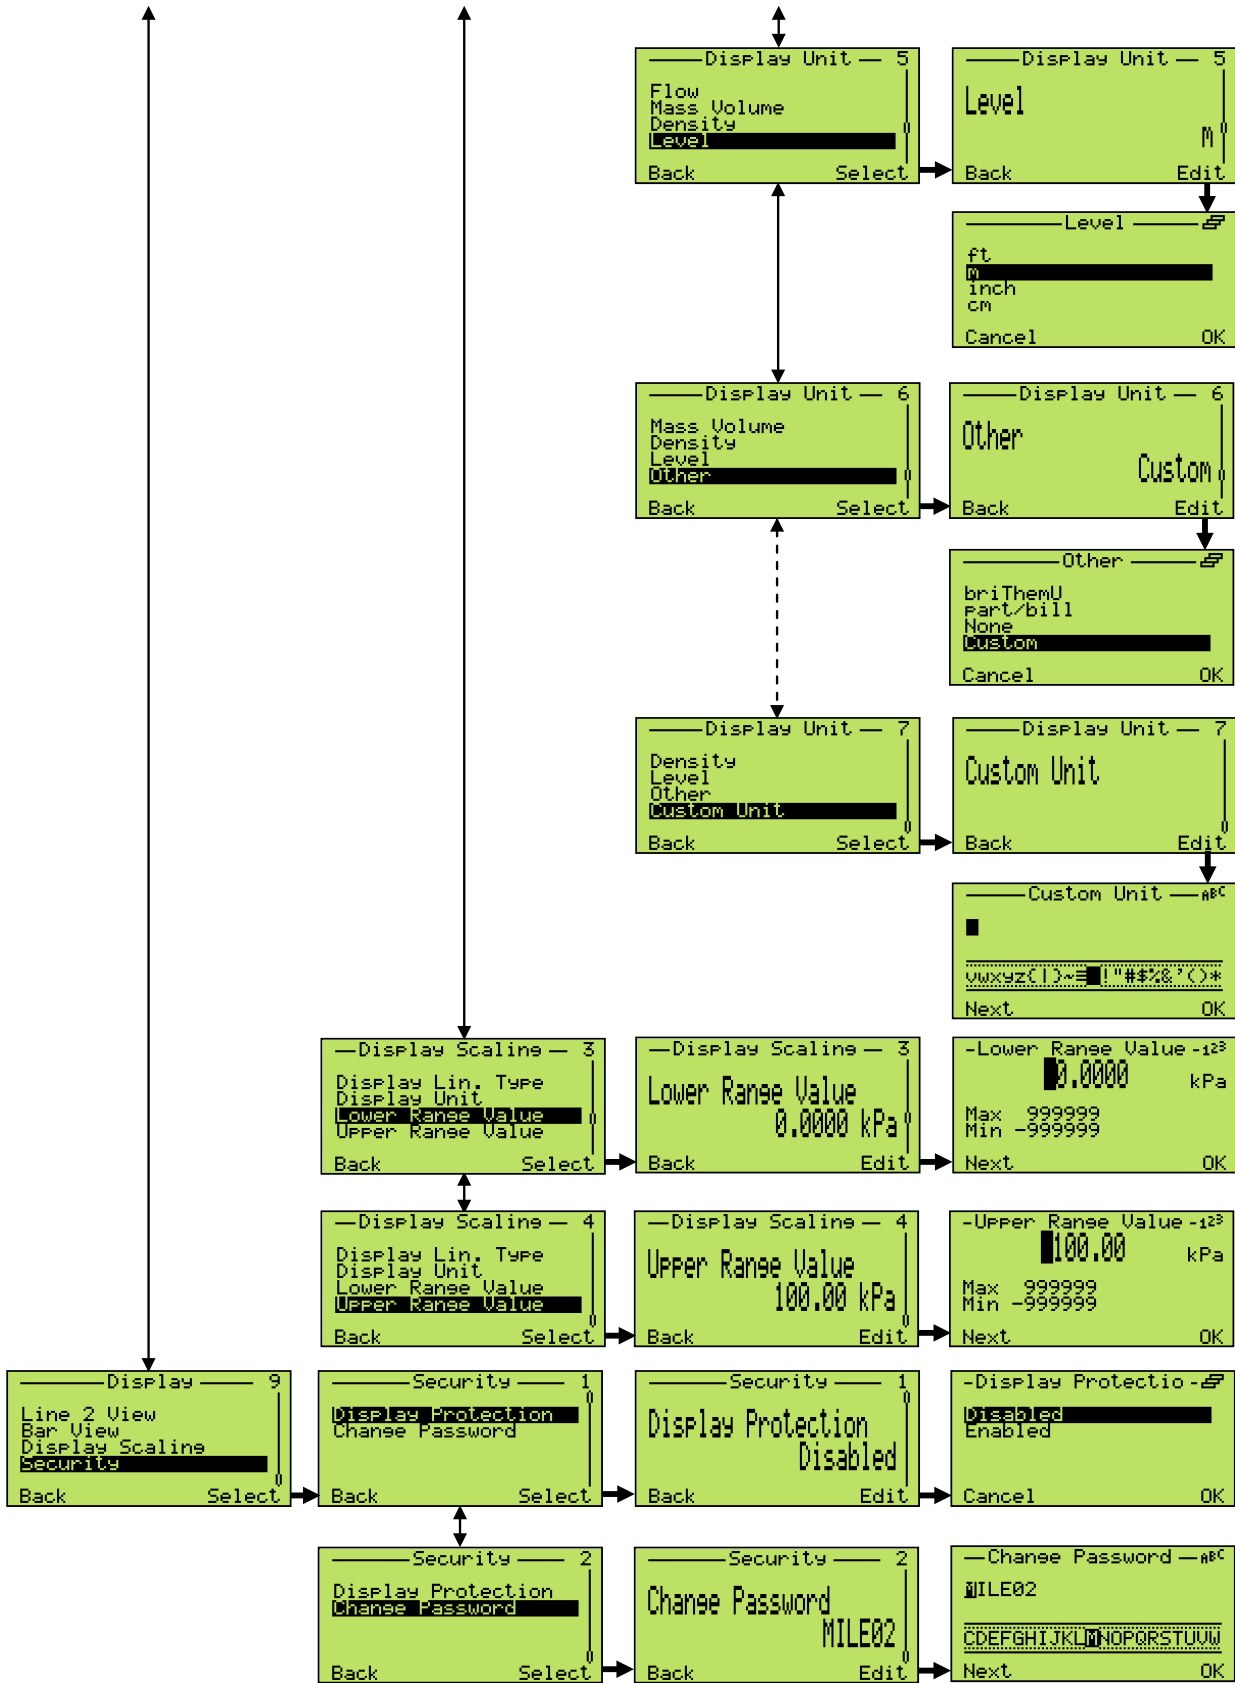 Display Unit 5
Flow
Mass Volume
Density
Level
Back Select
Display Unit 5
Level
m
Back Edit
Level
ft
m
inch
cm
Cancel OK
Display Unit 6
Mass Volume
Density
Level
Other
Back Select
Display Unit 6
Other
Custom
Back Edit
Other
briThemU
part/bill
None
Custom
Cancel OK
Display Unit 7
Density
Level
Other
Custom Unit
Back Select
Display Unit 7
Custom Unit
Back Edit
Custom Unit ABC
vwxyz{|}~≡ !"#$%&'()*
Next OK
Display Scaling 3
Display Lin. Type
Display Unit
Lower Range Value
Upper Range Value
Back Select
Display Scaling 3
Lower Range Value
0.0000 kPa
Back Edit
-Lower Range Value-123
0.0000 kPa
Max 999999
Min -999999
Next OK
Display Scaling 4
Display Lin. Type
Display Unit
Lower Range Value
Upper Range Value
Back Select
Display Scaling 4
Upper Range Value
100.00 kPa
Back Edit
-Upper Range Value-123
100.00 kPa
Max 999999
Min -999999
Next OK
Display 9
Line 2 View
Bar View
Display Scaling
Security
Back Select
Security 1
Display Protection
Change Password
Back Select
Security 1
Display Protection
Disabled
Back Edit
-Display Protectio-
Disabled
Enabled
Cancel OK
Security 2
Display Protection
Change Password
Back Select
Security 2
Change Password
MILE02
Back Edit
Change Password ABC
MILE02
CDEFGHIJKLMNOPQRSTUVW
Next OK